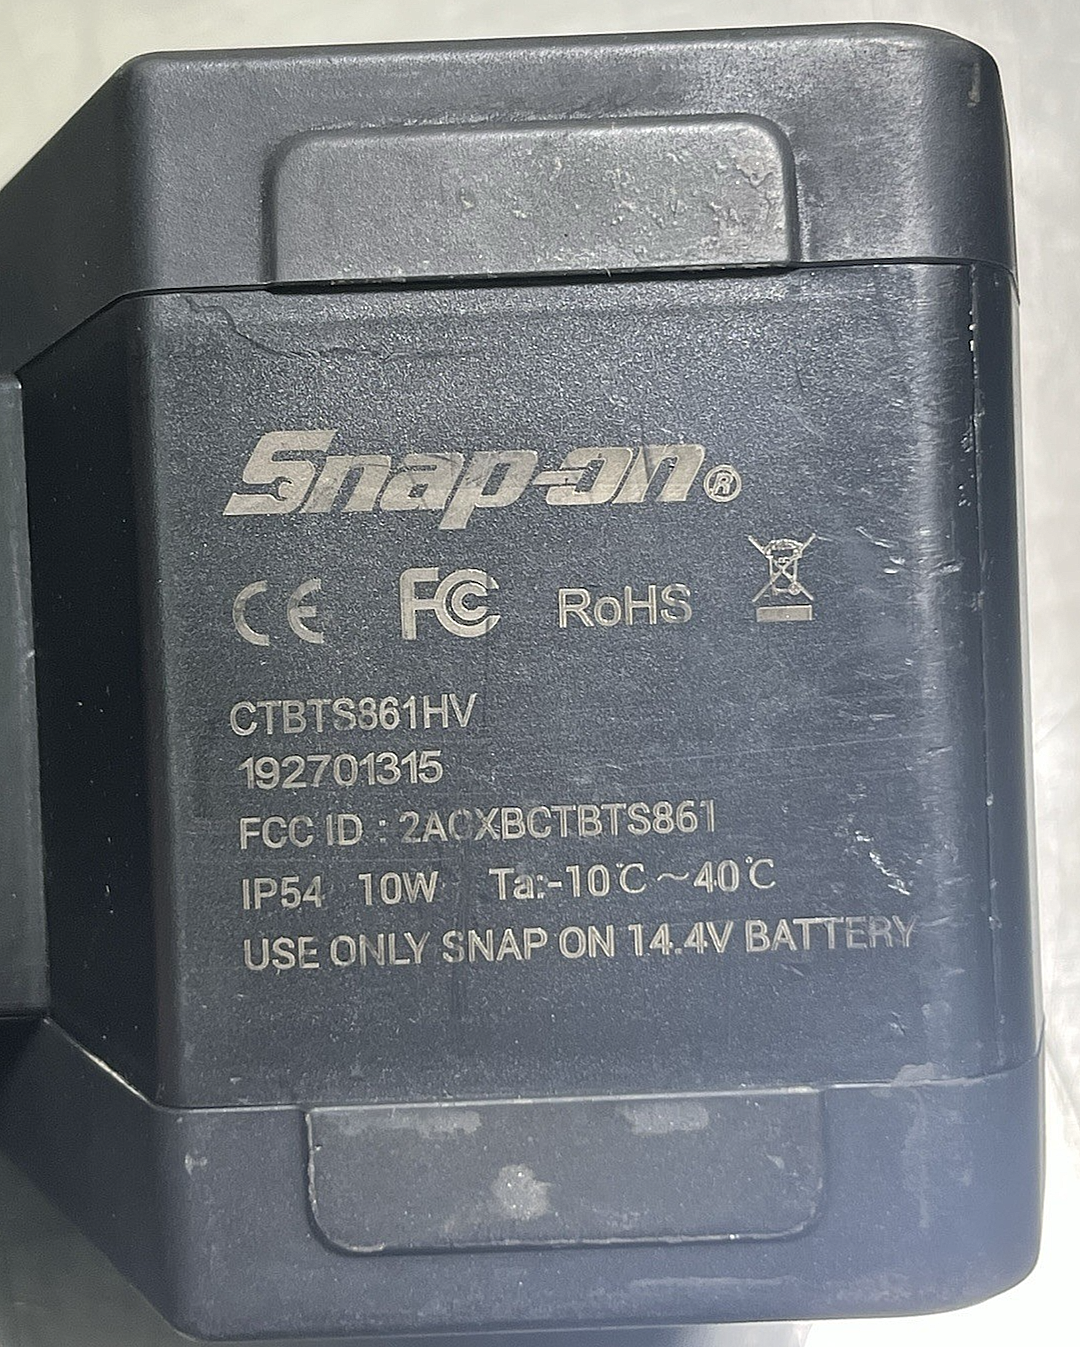 Snap-on®
CE FC RoHS
CTBTS861HV
192701315
FCC ID : 2ACXBCTBTS861
IP54 10W Ta:-10℃~40℃
USE ONLY SNAP ON 14.4V BATTERY